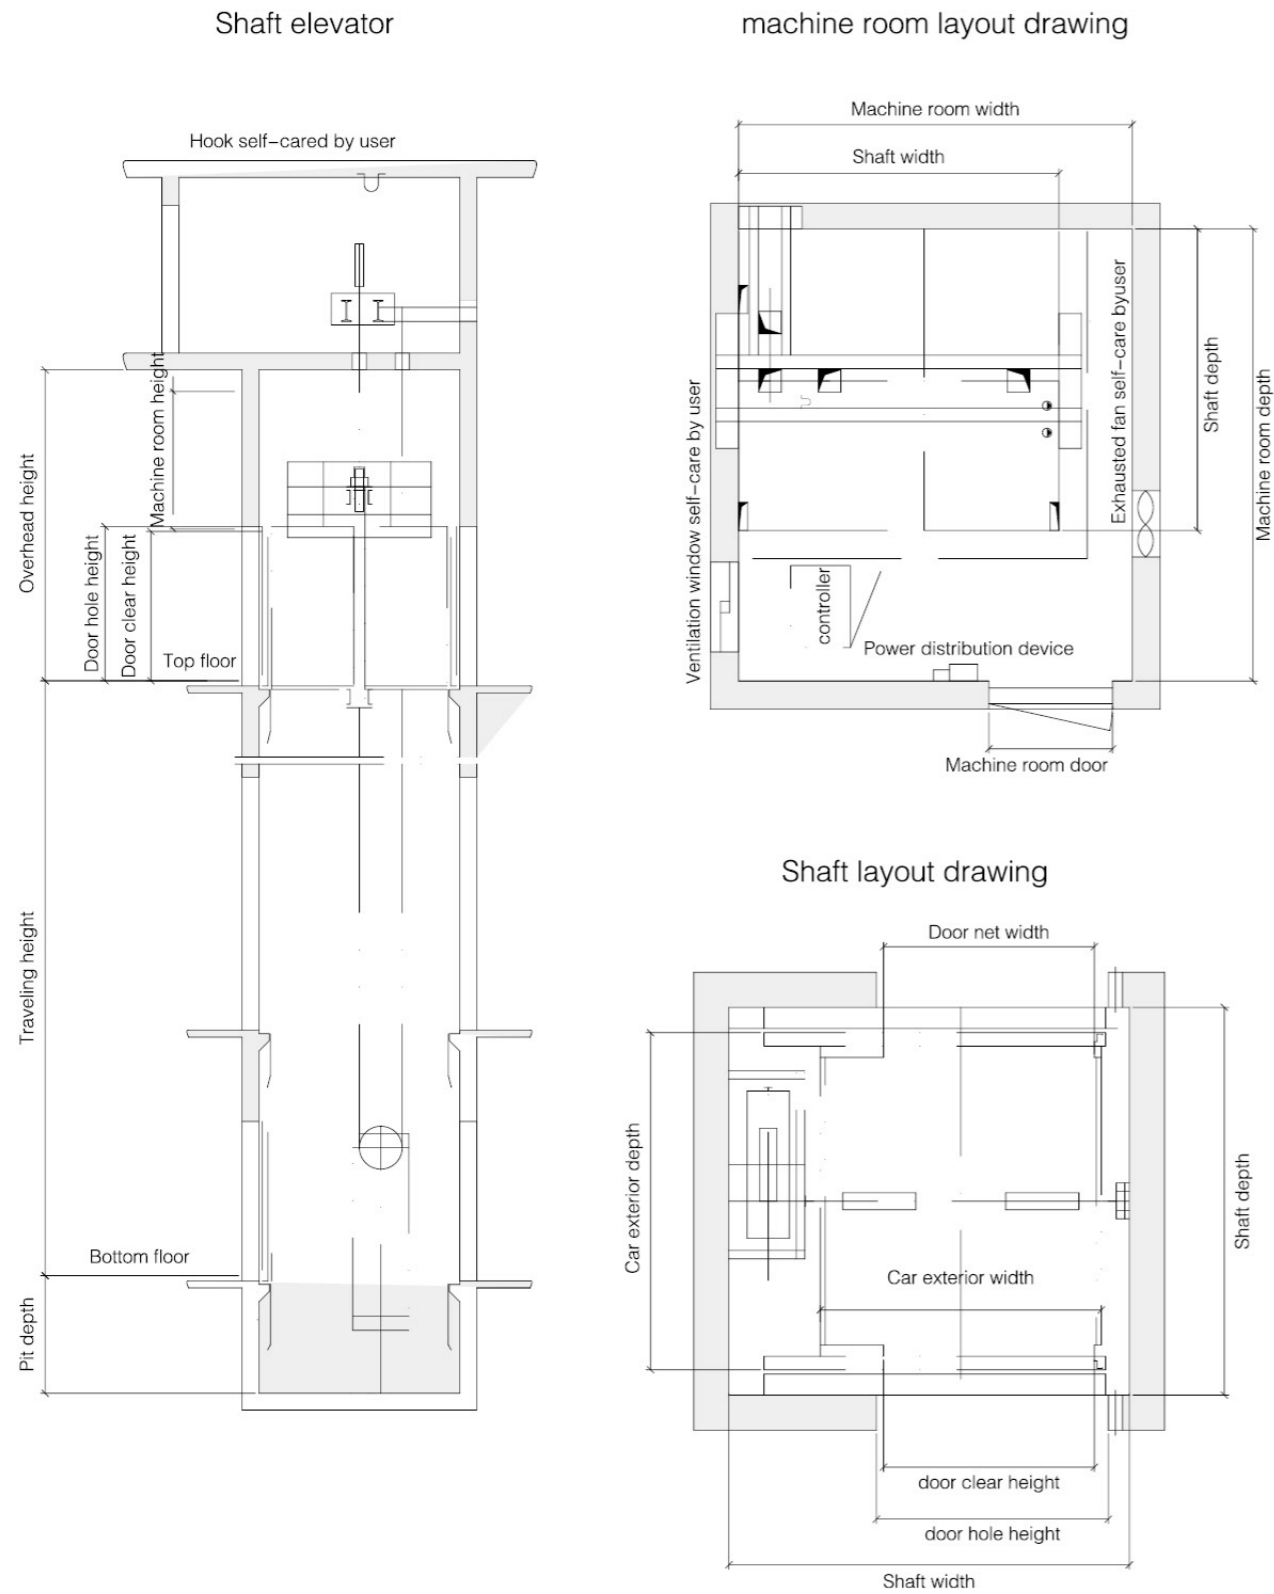 Shaft elevator
machine room layout drawing
Hook self-cared by user
Machine room height
Overhead height
Door hole height
Door clear height
Top floor
Traveling height
Bottom floor
Pit depth
Machine room width
Shaft width
Ventilation window self-care by user
Exhausted fan self-care byuser
Shaft depth
Machine room depth
controller
Power distribution device
Machine room door
Shaft layout drawing
Door net width
Car exterior depth
Shaft depth
Car exterior width
door clear height
door hole height
Shaft width